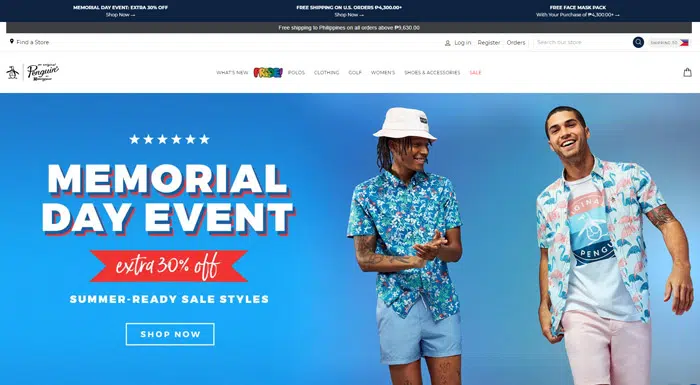 MEMORIAL DAY EVENT: EXTRA 30% OFF
Shop Now →
FREE SHIPPING ON U.S. ORDERS ₱4,300.00+
Shop Now →
FREE FACE MASK PACK
With Your Purchase of ₱4,300.00+ →
Free shipping to Philippines on all orders above ₱9,630.00
Find a Store
Log in
Register
Orders
Search our store
an original
Penguin
WHAT'S NEW
PRIDE!
POLOS
CLOTHING
GOLF
WOMEN'S
SHOES & ACCESSORIES
SALE
★★★★★★
MEMORIAL
DAY EVENT
extra 30% off
SUMMER-READY SALE STYLES
SHOP NOW
PENGU